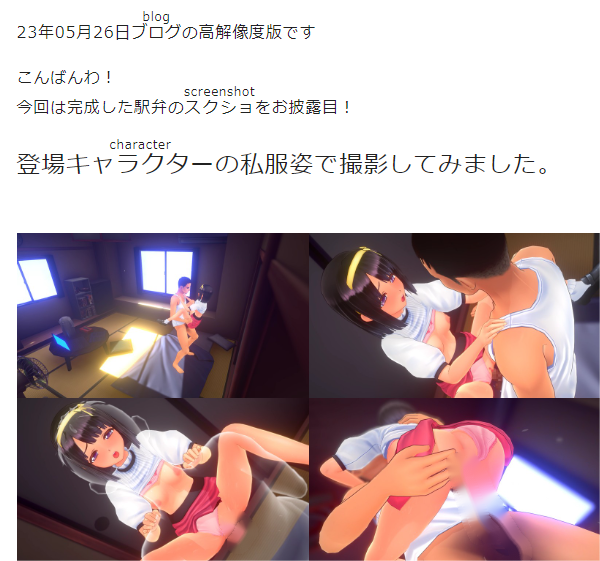 blog
23年05月26日ブログの高解像度版です
こんばんわ！
screenshot
今回は完成した駅弁のスクショをお披露目！
character
登場キャラクターの私服姿で撮影してみました。